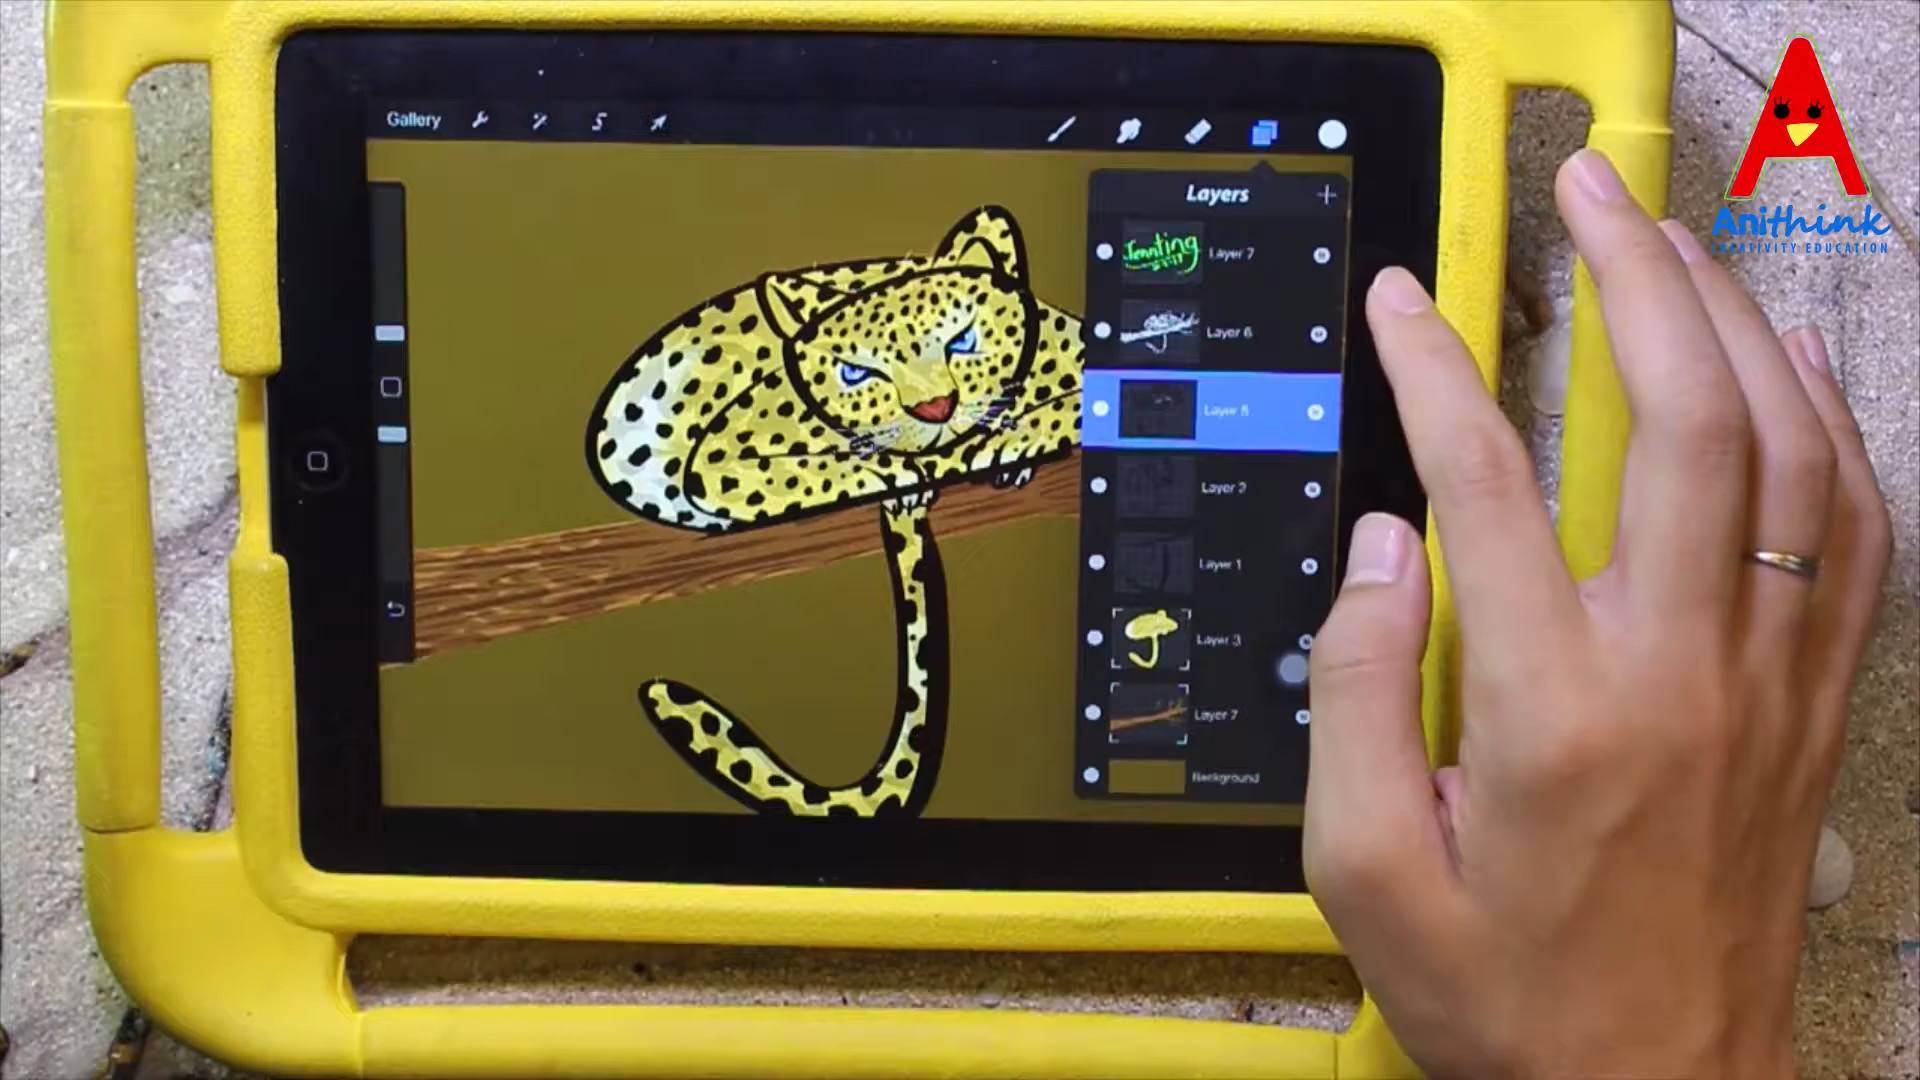 Gallery
Layers
Jennting
Layer 7
Layer 6
Layer 5
Layer 2
Layer 1
Layer 3
Layer 7
Background
Anithink
CREATIVITY EDUCATION